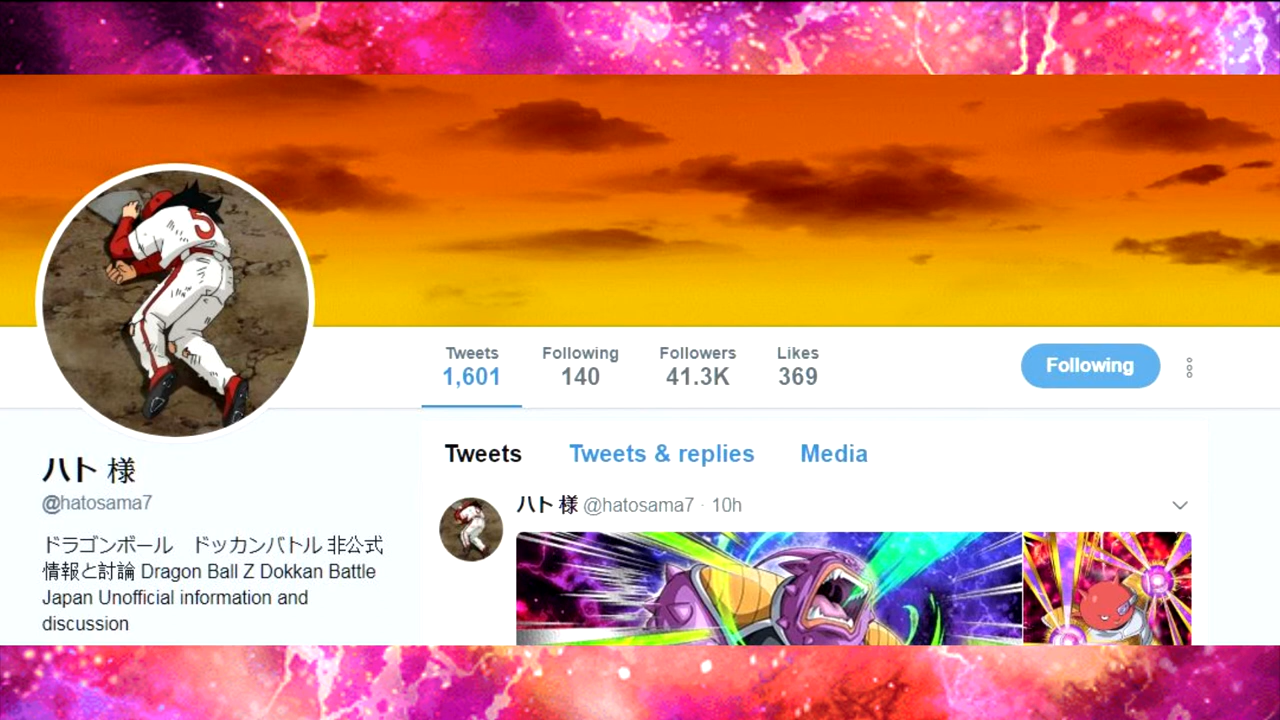 Tweets Following Followers Likes
1,601 140 41.3K 369
Following
ハト 様
@hatosama7
ドラゴンボール　ドッカンバトル 非公式
情報と討論 Dragon Ball Z Dokkan Battle
Japan Unofficial information and
discussion
Tweets Tweets & replies Media
ハト 様 @hatosama7 · 10h
5